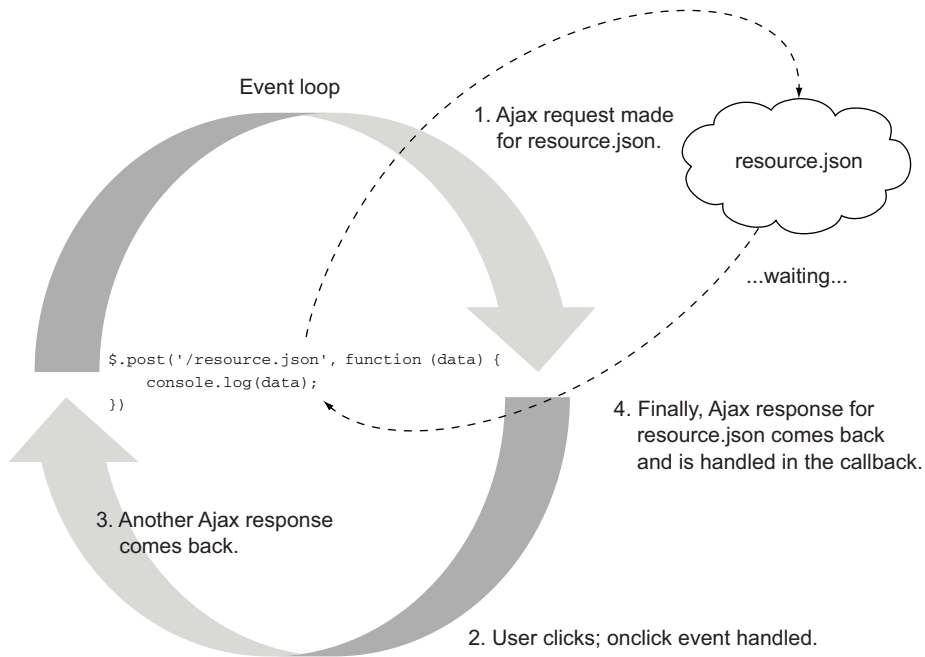 Event loop
1. Ajax request made
for resource.json.
resource.json
...waiting...
$.post('/resource.json', function (data) {
    console.log(data);
})
4. Finally, Ajax response for
resource.json comes back
and is handled in the callback.
3. Another Ajax response
comes back.
2. User clicks; onclick event handled.